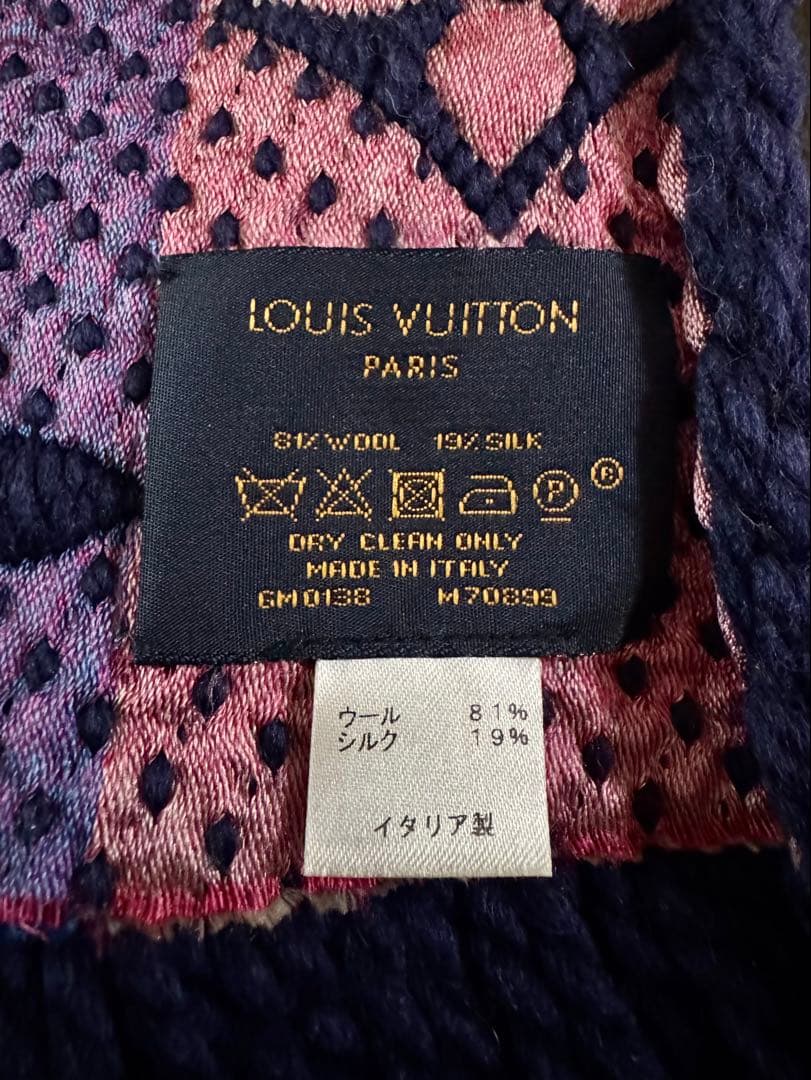 LOUIS VUITTON
PARIS
81% WOOL 19% SILK
P ®
DRY CLEAN ONLY
MADE IN ITALY
GM0138 M70899
ウール 81%
シルク 19%
イタリア製